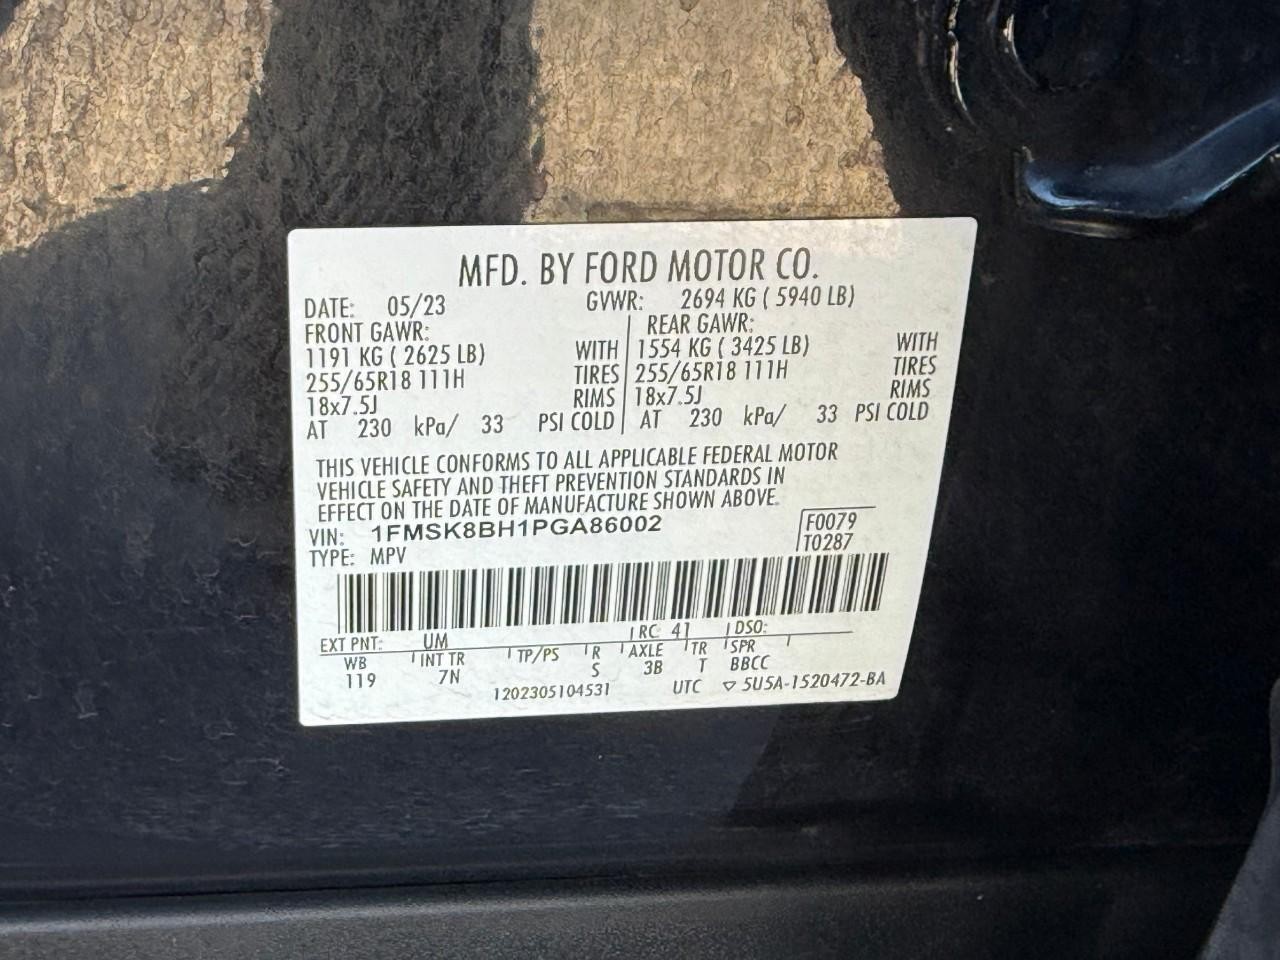 MFD. BY FORD MOTOR CO.
DATE: 05/23 GVWR: 2694 KG ( 5940 LB)
FRONT GAWR: REAR GAWR:
1191 KG ( 2625 LB) WITH 1554 KG ( 3425 LB) WITH
255/65R18 111H TIRES 255/65R18 111H TIRES
18x7.5J RIMS 18x7.5J RIMS
AT 230 kPa/ 33 PSI COLD AT 230 kPa/ 33 PSI COLD
THIS VEHICLE CONFORMS TO ALL APPLICABLE FEDERAL MOTOR
VEHICLE SAFETY AND THEFT PREVENTION STANDARDS IN
EFFECT ON THE DATE OF MANUFACTURE SHOWN ABOVE.
VIN: 1FMSK8BH1PGA86002 F0079
TYPE: MPV T0287
EXT PNT: UM RC: 41 DSO:
WB INT TR TP/PS R AXLE TR SPR
119 7N S 3B T BBCC
1202305104531 UTC ▽ 5U5A-1520472-BA